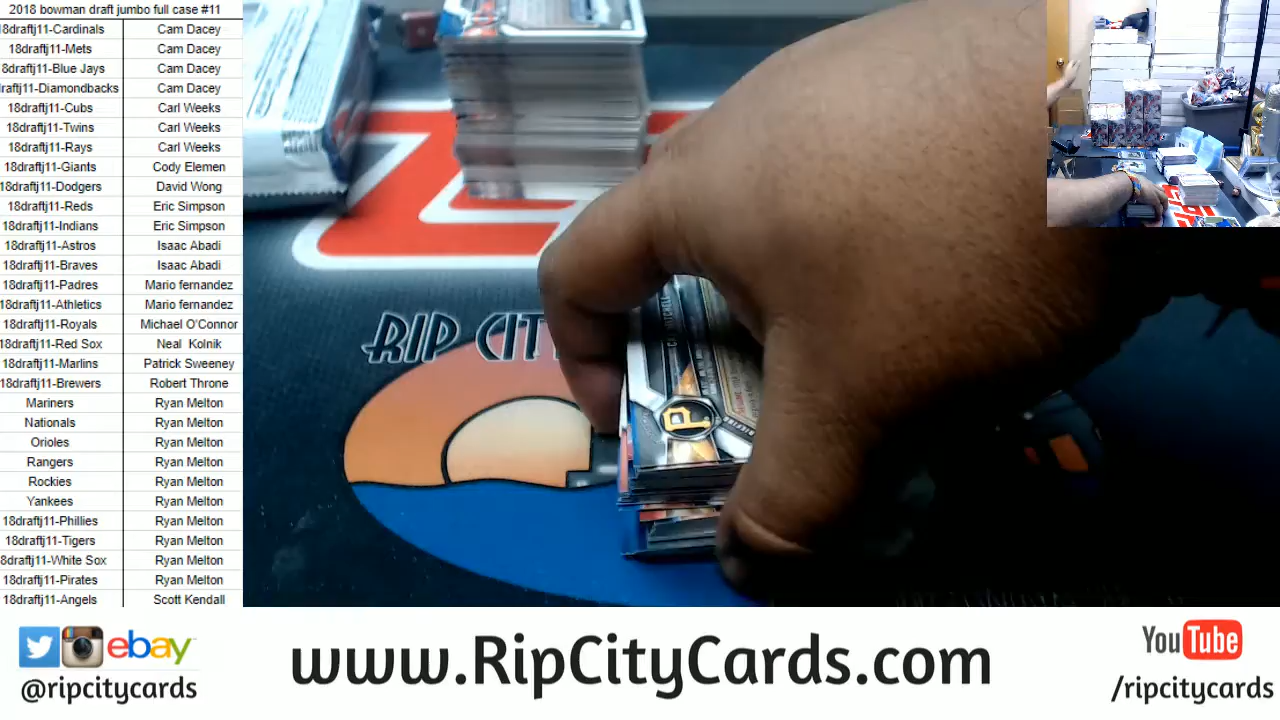 2018 bowman draft jumbo full case #11
18draftj11-Cardinals Cam Dacey
18draftj11-Mets Cam Dacey
8draftj11-Blue Jays Cam Dacey
raftj11-Diamondbacks Cam Dacey
18draftj11-Cubs Carl Weeks
18draftj11-Twins Carl Weeks
18draftj11-Rays Carl Weeks
18draftj11-Giants Cody Elemen
18draftj11-Dodgers David Wong
18draftj11-Reds Eric Simpson
18draftj11-Indians Eric Simpson
18draftj11-Astros Isaac Abadi
18draftj11-Braves Isaac Abadi
18draftj11-Padres Mario fernandez
18draftj11-Athletics Mario fernandez
18draftj11-Royals Michael O'Connor
18draftj11-Red Sox Neal Kolnik
18draftj11-Marlins Patrick Sweeney
18draftj11-Brewers Robert Throne
Mariners Ryan Melton
Nationals Ryan Melton
Orioles Ryan Melton
Rangers Ryan Melton
Rockies Ryan Melton
Yankees Ryan Melton
18draftj11-Phillies Ryan Melton
18draftj11-Tigers Ryan Melton
8draftj11-White Sox Ryan Melton
18draftj11-Pirates Ryan Melton
18draftj11-Angels Scott Kendall
RIP CIT
P
ebay
@ripcitycards
www.RipCityCards.com
YouTube
/ripcitycards